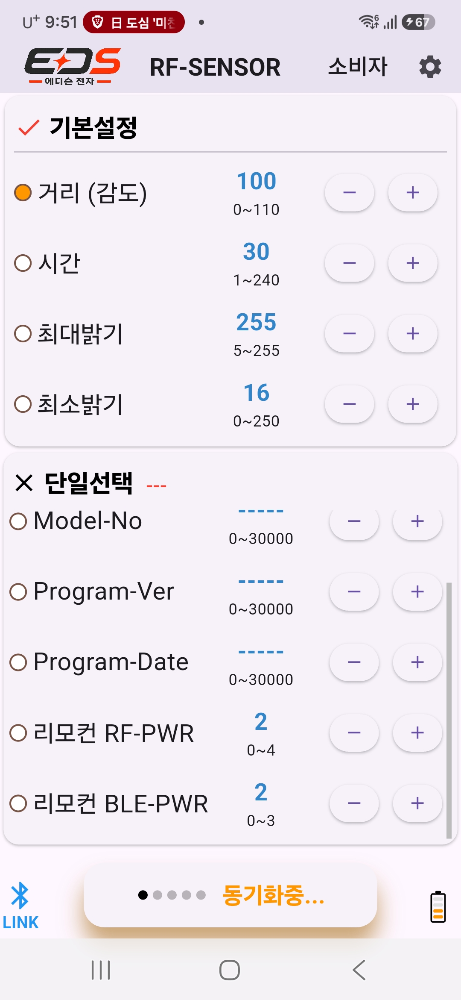 U+ 9:51 日 도심 '미친 6 67
EDS 에디슨 전자 RF-SENSOR 소비자
기본설정
거리 (감도) 100 − +
0~110
시간 30 − +
1~240
최대밝기 255 − +
5~255
최소밝기 16 − +
0~250
단일선택 ---
Model-No ----- − +
0~30000
Program-Ver ----- − +
0~30000
Program-Date ----- − +
0~30000
리모컨 RF-PWR 2 − +
0~4
리모컨 BLE-PWR 2 − +
0~3
동기화중...
LINK